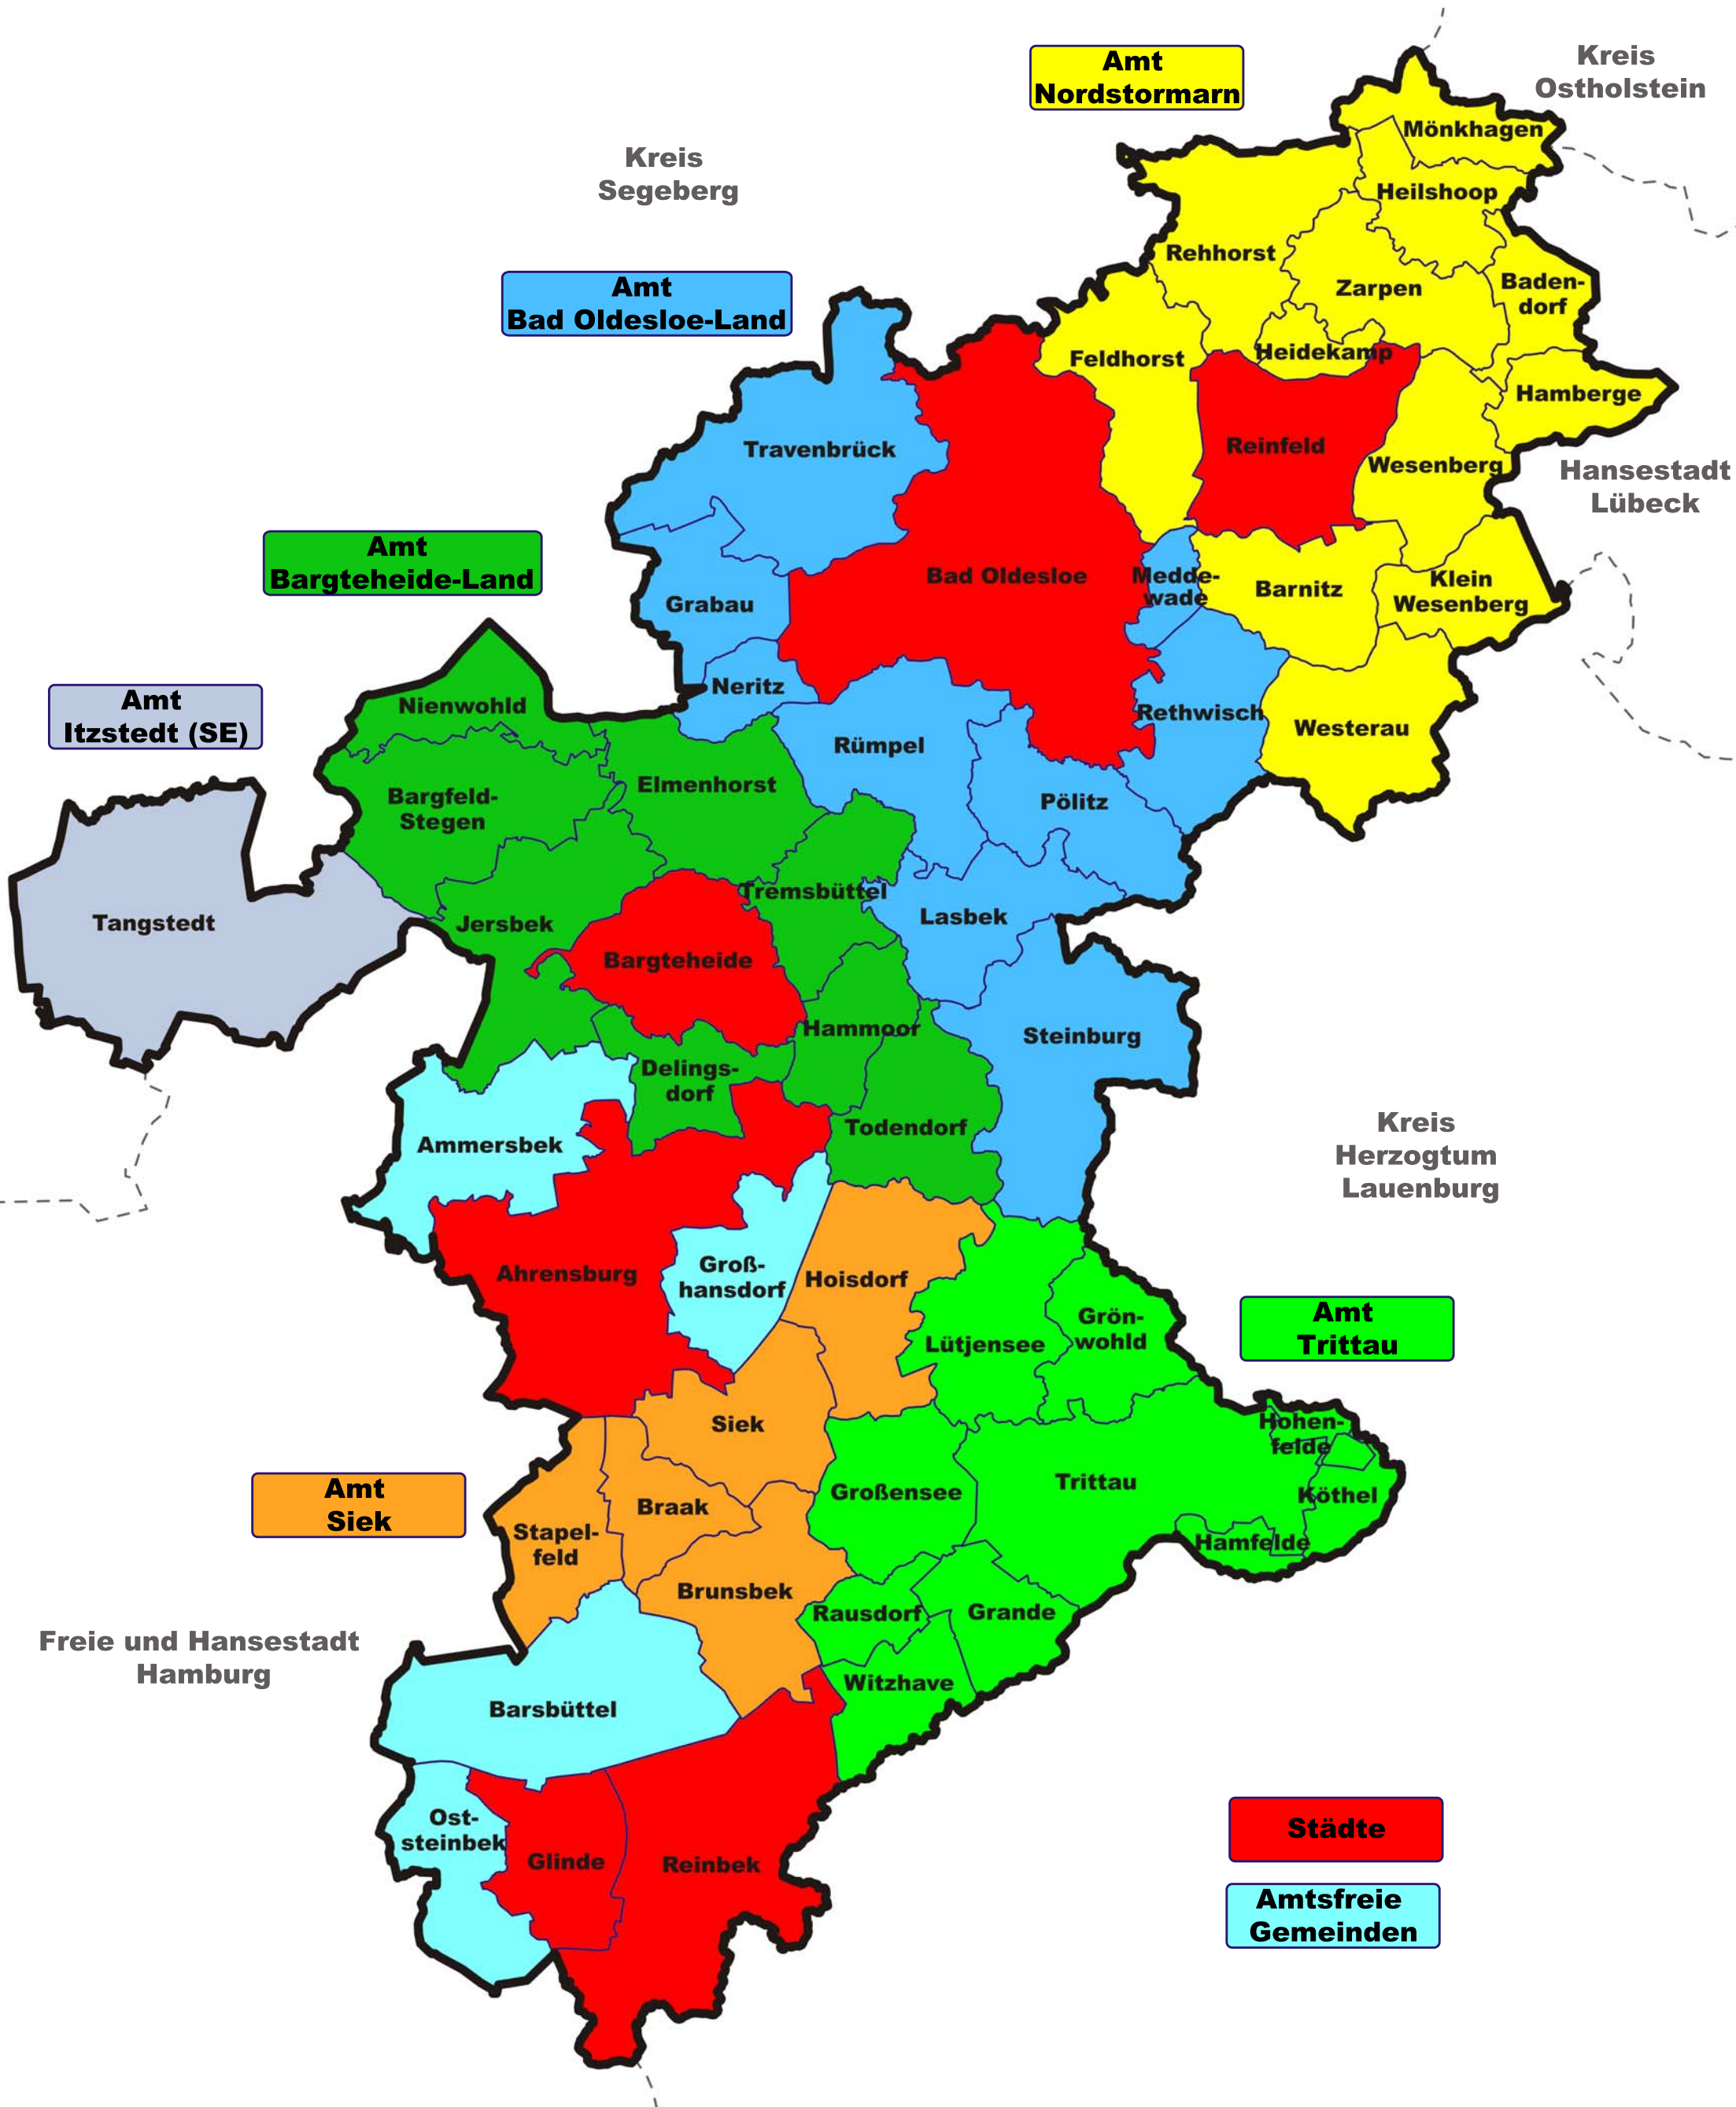 Amt
Nordstormarn
Kreis
Ostholstein
Mönkhagen
Kreis
Segeberg
Heilshoop
Rehhorst
Zarpen
Baden-
dorf
Amt
Bad Oldesloe-Land
Feldhorst
Heidekamp
Hamberge
Travenbrück
Reinfeld
Wesenberg
Hansestadt
Lübeck
Amt
Bargteheide-Land
Grabau
Bad Oldesloe
Medde-
wade
Barnitz
Klein
Wesenberg
Amt
Itzstedt (SE)
Nienwohld
Neritz
Rethwisch
Westerau
Rümpel
Elmenhorst
Pölitz
Bargfeld-
Stegen
Tremsbüttel
Lasbek
Tangstedt
Jersbek
Bargteheide
Hammoor
Steinburg
Delings-
dorf
Ammersbek
Todendorf
Kreis
Herzogtum
Lauenburg
Ahrensburg
Groß-
hansdorf
Hoisdorf
Lütjensee
Grön-
wohld
Amt
Trittau
Siek
Hohen-
felde
Amt
Siek
Stapel-
feld
Braak
Großensee
Trittau
Köthel
Hamfelde
Brunsbek
Rausdorf
Grande
Freie und Hansestadt
Hamburg
Witzhave
Barsbüttel
Ost-
steinbek
Glinde
Reinbek
Städte
Amtsfreie
Gemeinden